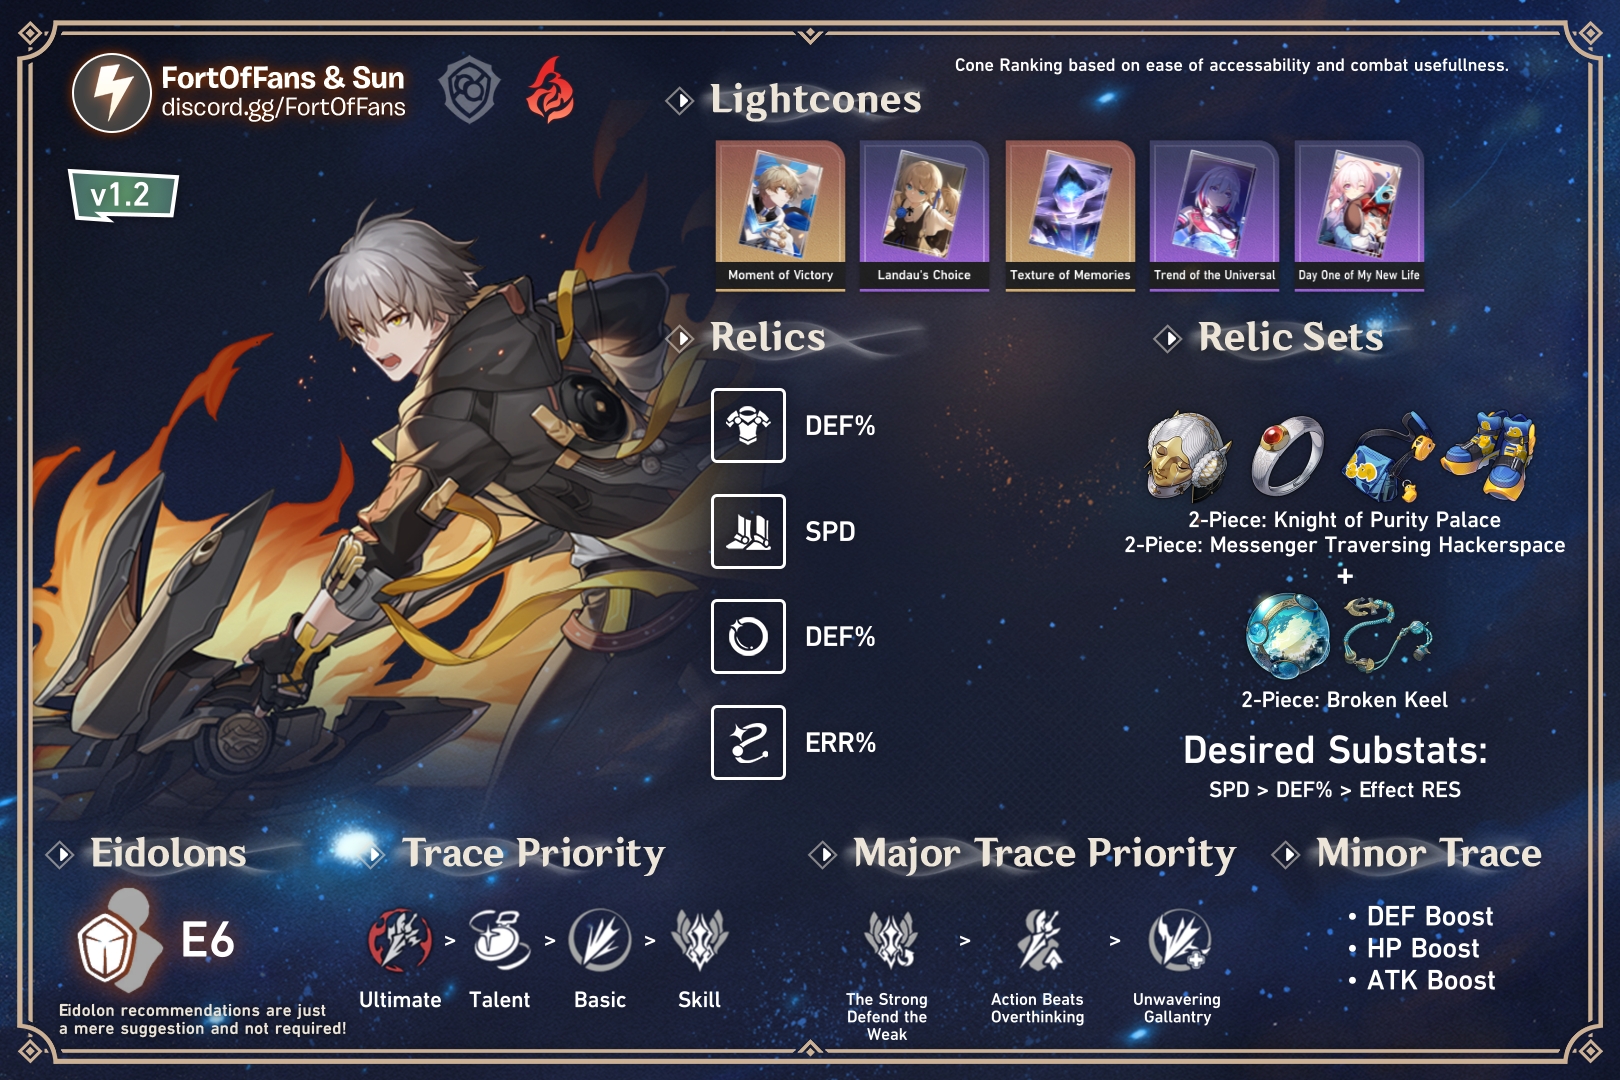 FortOfFans & Sun
discord.gg/FortOfFans
v1.2
Cone Ranking based on ease of accessability and combat usefullness.
Lightcones
Moment of Victory
Landau's Choice
Texture of Memories
Trend of the Universal
Day One of My New Life
Relics
DEF%
SPD
DEF%
ERR%
Relic Sets
2-Piece: Knight of Purity Palace
2-Piece: Messenger Traversing Hackerspace
+
2-Piece: Broken Keel
Desired Substats:
SPD > DEF% > Effect RES
Eidolons
E6
Eidolon recommendations are just
a mere suggestion and not required!
Trace Priority
> > >
Ultimate Talent Basic Skill
Major Trace Priority
> >
The Strong
Defend the
Weak
Action Beats
Overthinking
Unwavering
Gallantry
Minor Trace
• DEF Boost
• HP Boost
• ATK Boost